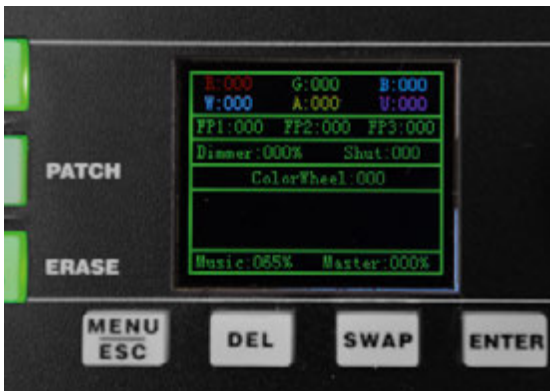 R:000 G:000 B:000
W:000 A:000 U:000
FP1:000 FP2:000 FP3:000
Dimmer:000% Shut:000
PATCH
ColorWheel:000
ERASE
Music:065% Master:000%
MENU
ESC
DEL
SWAP
ENTER